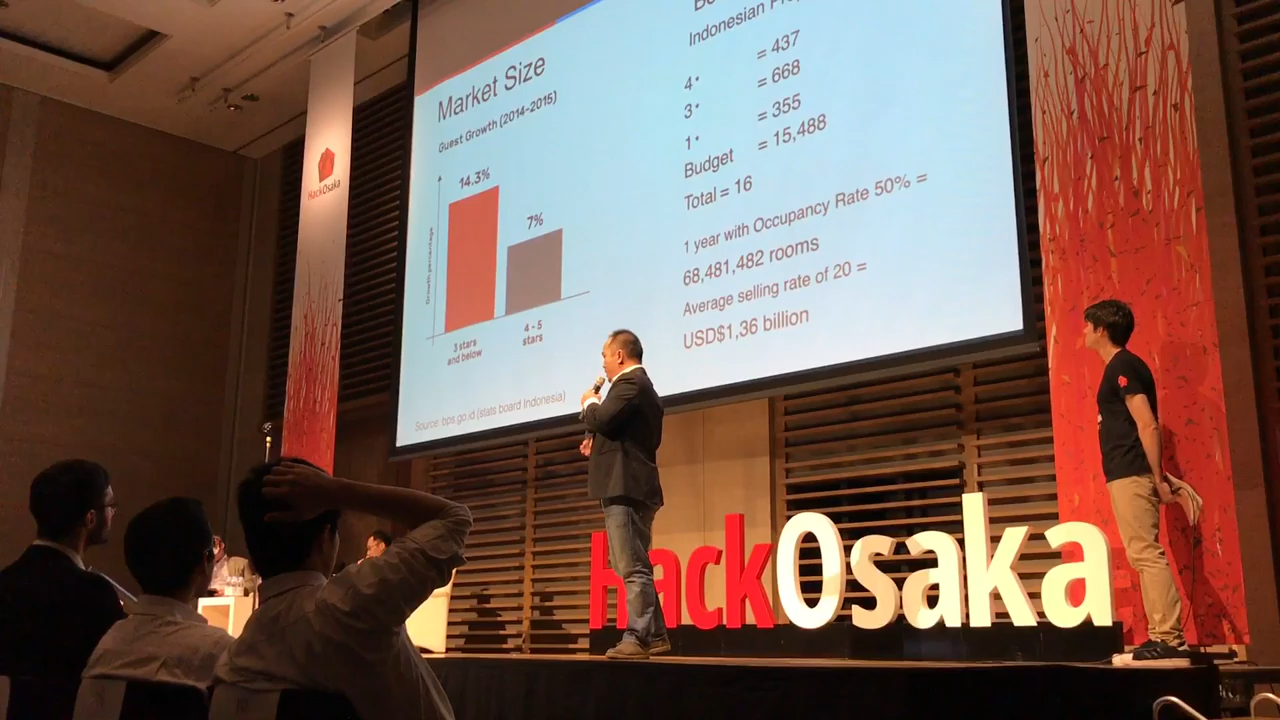 HackOsaka
Market Size
Guest Growth (2014-2015)
14.3%
7%
Growth percentage
3 stars
and below
4 - 5
stars
Source: bps.go.id (stats board Indonesia)
Indonesian
= 437
4* = 668
3* = 355
1* = 15,488
Budget
Total = 16
1 year with Occupancy Rate 50% =
68,481,482 rooms
Average selling rate of 20 =
USD$1,36 billion
HackOsaka